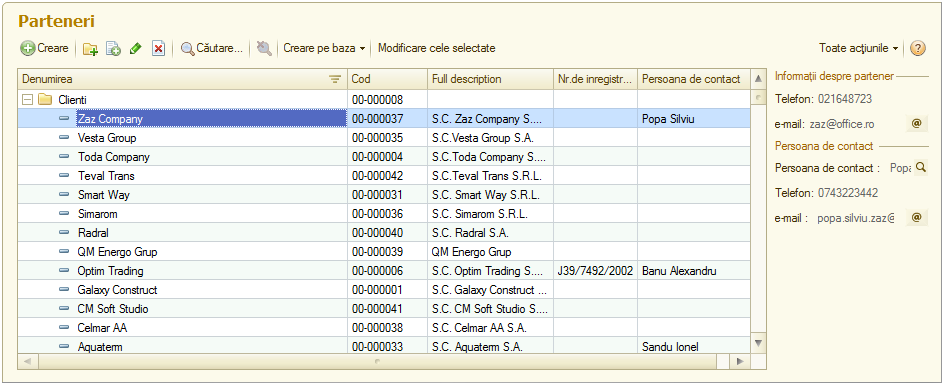 Parteneri
Creare Căutare... Creare pe baza Modificare cele selectate Toate acţiunile ?
Denumirea Cod Full description Nr.de inregistr... Persoana de contact
Clienti 00-000008
Zaz Company 00-000037 S.C. Zaz Company S.... Popa Silviu
Vesta Group 00-000035 S.C.Vesta Group S.A.
Toda Company 00-000004 S.C.Toda Company S....
Teval Trans 00-000042 S.C.Teval Trans S.R.L.
Smart Way 00-000031 S.C. Smart Way S.R.L.
Simarom 00-000036 S.C. Simarom S.R.L.
Radral 00-000040 S.C. Radral S.A.
QM Energo Grup 00-000039 QM Energo Grup
Optim Trading 00-000006 S.C. Optim Trading S.... J39/7492/2002 Banu Alexandru
Galaxy Construct 00-000001 S.C. Galaxy Construct ...
CM Soft Studio 00-000041 S.C. CM Soft Studio S....
Celmar AA 00-000038 S.C. Celmar AA S.A.
Aquaterm 00-000033 S.C. Aquaterm S.A. Sandu Ionel
Informaţii despre partener
Telefon: 021648723
e-mail: zaz@office.ro @
Persoana de contact
Persoana de contact : Popa
Telefon: 0743223442
e-mail : popa.silviu.zaz@ @